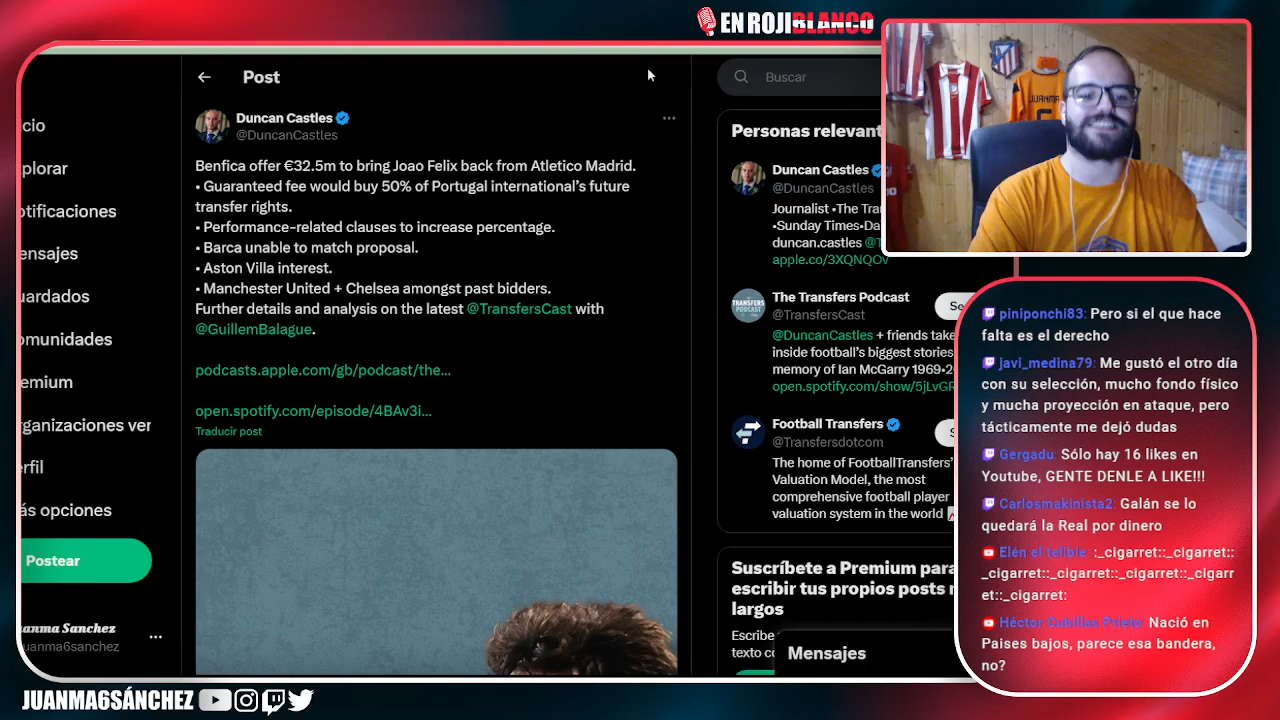 EN ROJIBLANCO
Post
Buscar
Duncan Castles
@DuncanCastles
Benfica offer €32.5m to bring Joao Felix back from Atletico Madrid.
• Guaranteed fee would buy 50% of Portugal international's future
transfer rights.
• Performance-related clauses to increase percentage.
• Barca unable to match proposal.
• Aston Villa interest.
• Manchester United + Chelsea amongst past bidders.
Further details and analysis on the latest @TransfersCast with
@GuillemBalague.
podcasts.apple.com/gb/podcast/the...
open.spotify.com/episode/4BAv3i...
Traducir post
cio
plorar
otificaciones
ensajes
uardados
omunidades
emium
rganizaciones ver
erfil
ás opciones
Postear
anma Sanchez
uanma6sanchez
Personas relevant
Duncan Castles
@DuncanCastles
Journalist •The Tra
•Sunday Times•Da
duncan.castles @T
apple.co/3XQNQOV
The Transfers Podcast
@TransfersCast
Se
@DuncanCastles + friends take
inside football's biggest stories
memory of Ian McGarry 1969•2
open.spotify.com/show/5jLvGR
TRANSFERS
PODCAST
Football Transfers
@Transfersdotcom
S
The home of FootballTransfers'
Valuation Model, the most
comprehensive football player
valuation system in the world
Suscríbete a Premium para
escribir tus propios posts
largos
Escribe
texto co
Mensajes
JUANMA
piniponchi83: Pero si el que hace
falta es el derecho
javi_medina79: Me gustó el otro día
con su selección, mucho fondo físico
y mucha proyección en ataque, pero
tácticamente me dejó dudas
Gergadu: Sólo hay 16 likes en
Youtube, GENTE DENLE A LIKE!!!
Carlosmakinista2: Galán se lo
quedará la Real por dinero
Elén el telible :_cigarret::_cigarret::
_cigarret::_cigarret::_cigarret::_cigarr
et::_cigarret:
Héctor Cubillas Prieto: Nació en
Paises bajos, parece esa bandera,
no?
JUANMA6SÁNCHEZ